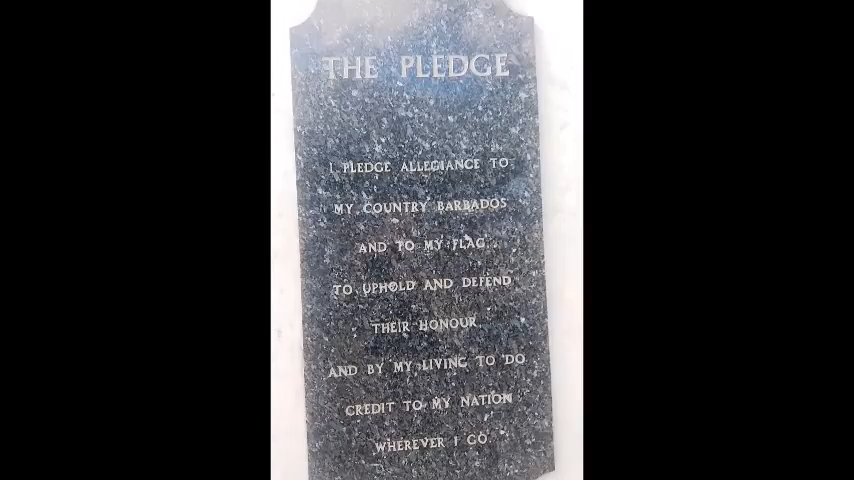 THE PLEDGE
I PLEDGE ALLEGIANCE TO
MY COUNTRY BARBADOS
AND TO MY FLAG.
TO UPHOLD AND DEFEND
THEIR HONOUR
AND BY MY LIVING TO DO
CREDIT TO MY NATION
WHEREVER I GO.